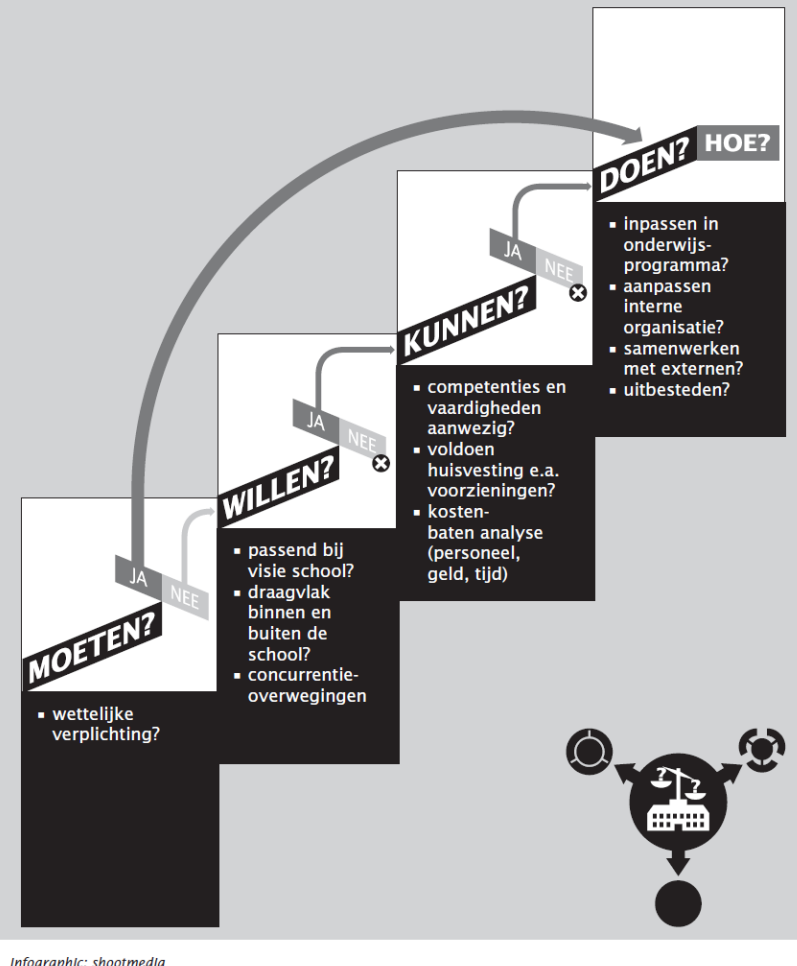 MOETEN?
JA
NEE
▪ wettelijke
verplichting?
WILLEN?
JA
NEE
▪ passend bij
visie school?
▪ draagvlak
binnen en
buiten de
school?
▪ concurrentie-
overwegingen
KUNNEN?
JA
NEE
▪ competenties en
vaardigheden
aanwezig?
▪ voldoen
huisvesting e.a.
voorzieningen?
▪ kosten-
baten analyse
(personeel,
geld, tijd)
DOEN? HOE?
▪ inpassen in
onderwijs-
programma?
▪ aanpassen
interne
organisatie?
▪ samenwerken
met externen?
▪ uitbesteden?
? ?
Infographic: shootmedia